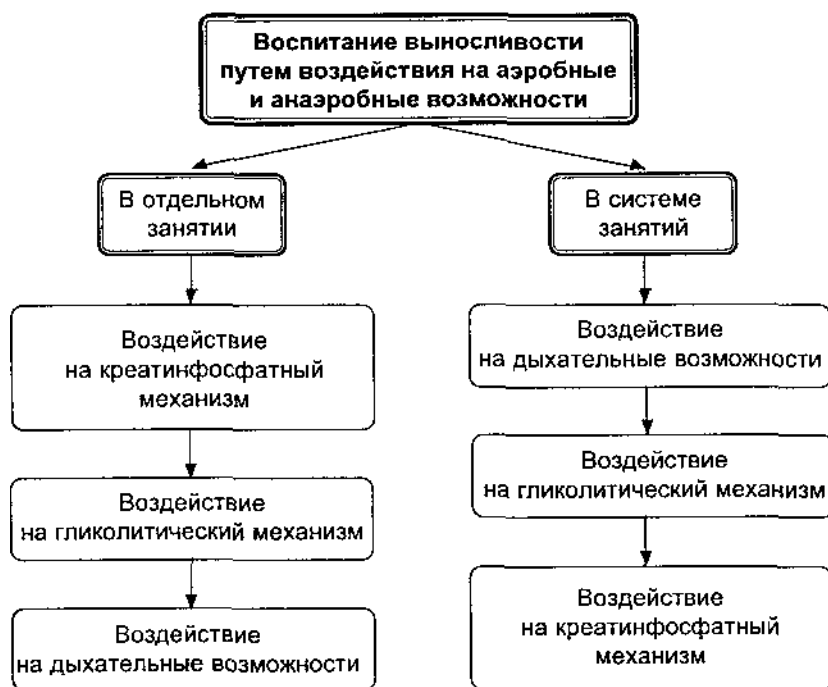 Воспитание выносливости
путем воздействия на аэробные
и анаэробные возможности
В отдельном
занятии
Воздействие
на креатинфосфатный
механизм
Воздействие
на гликолитический механизм
Воздействие
на дыхательные возможности
В системе
занятий
Воздействие
на дыхательные возможности
Воздействие
на гликолитический механизм
Воздействие
на креатинфосфатный
механизм